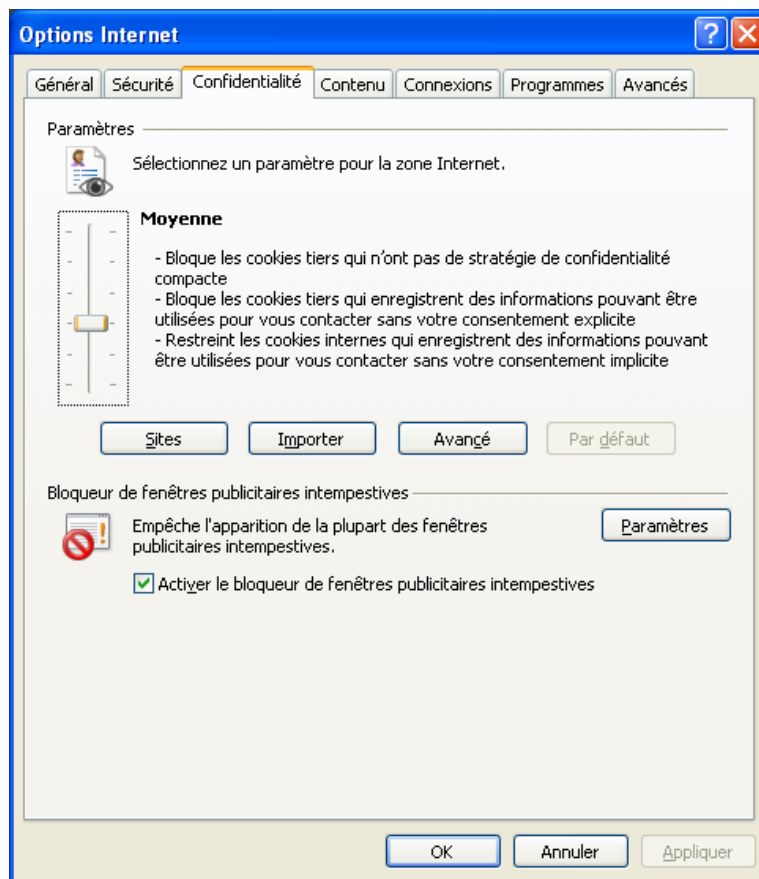 Options Internet
Général Sécurité Confidentialité Contenu Connexions Programmes Avancés
Paramètres
Sélectionnez un paramètre pour la zone Internet.
Moyenne
- Bloque les cookies tiers qui n'ont pas de stratégie de confidentialité
compacte
- Bloque les cookies tiers qui enregistrent des informations pouvant être
utilisées pour vous contacter sans votre consentement explicite
- Restreint les cookies internes qui enregistrent des informations pouvant
être utilisées pour vous contacter sans votre consentement implicite
Sites Importer Avancé Par défaut
Bloqueur de fenêtres publicitaires intempestives
Empêche l'apparition de la plupart des fenêtres
publicitaires intempestives.
Paramètres
Activer le bloqueur de fenêtres publicitaires intempestives
OK Annuler Appliquer